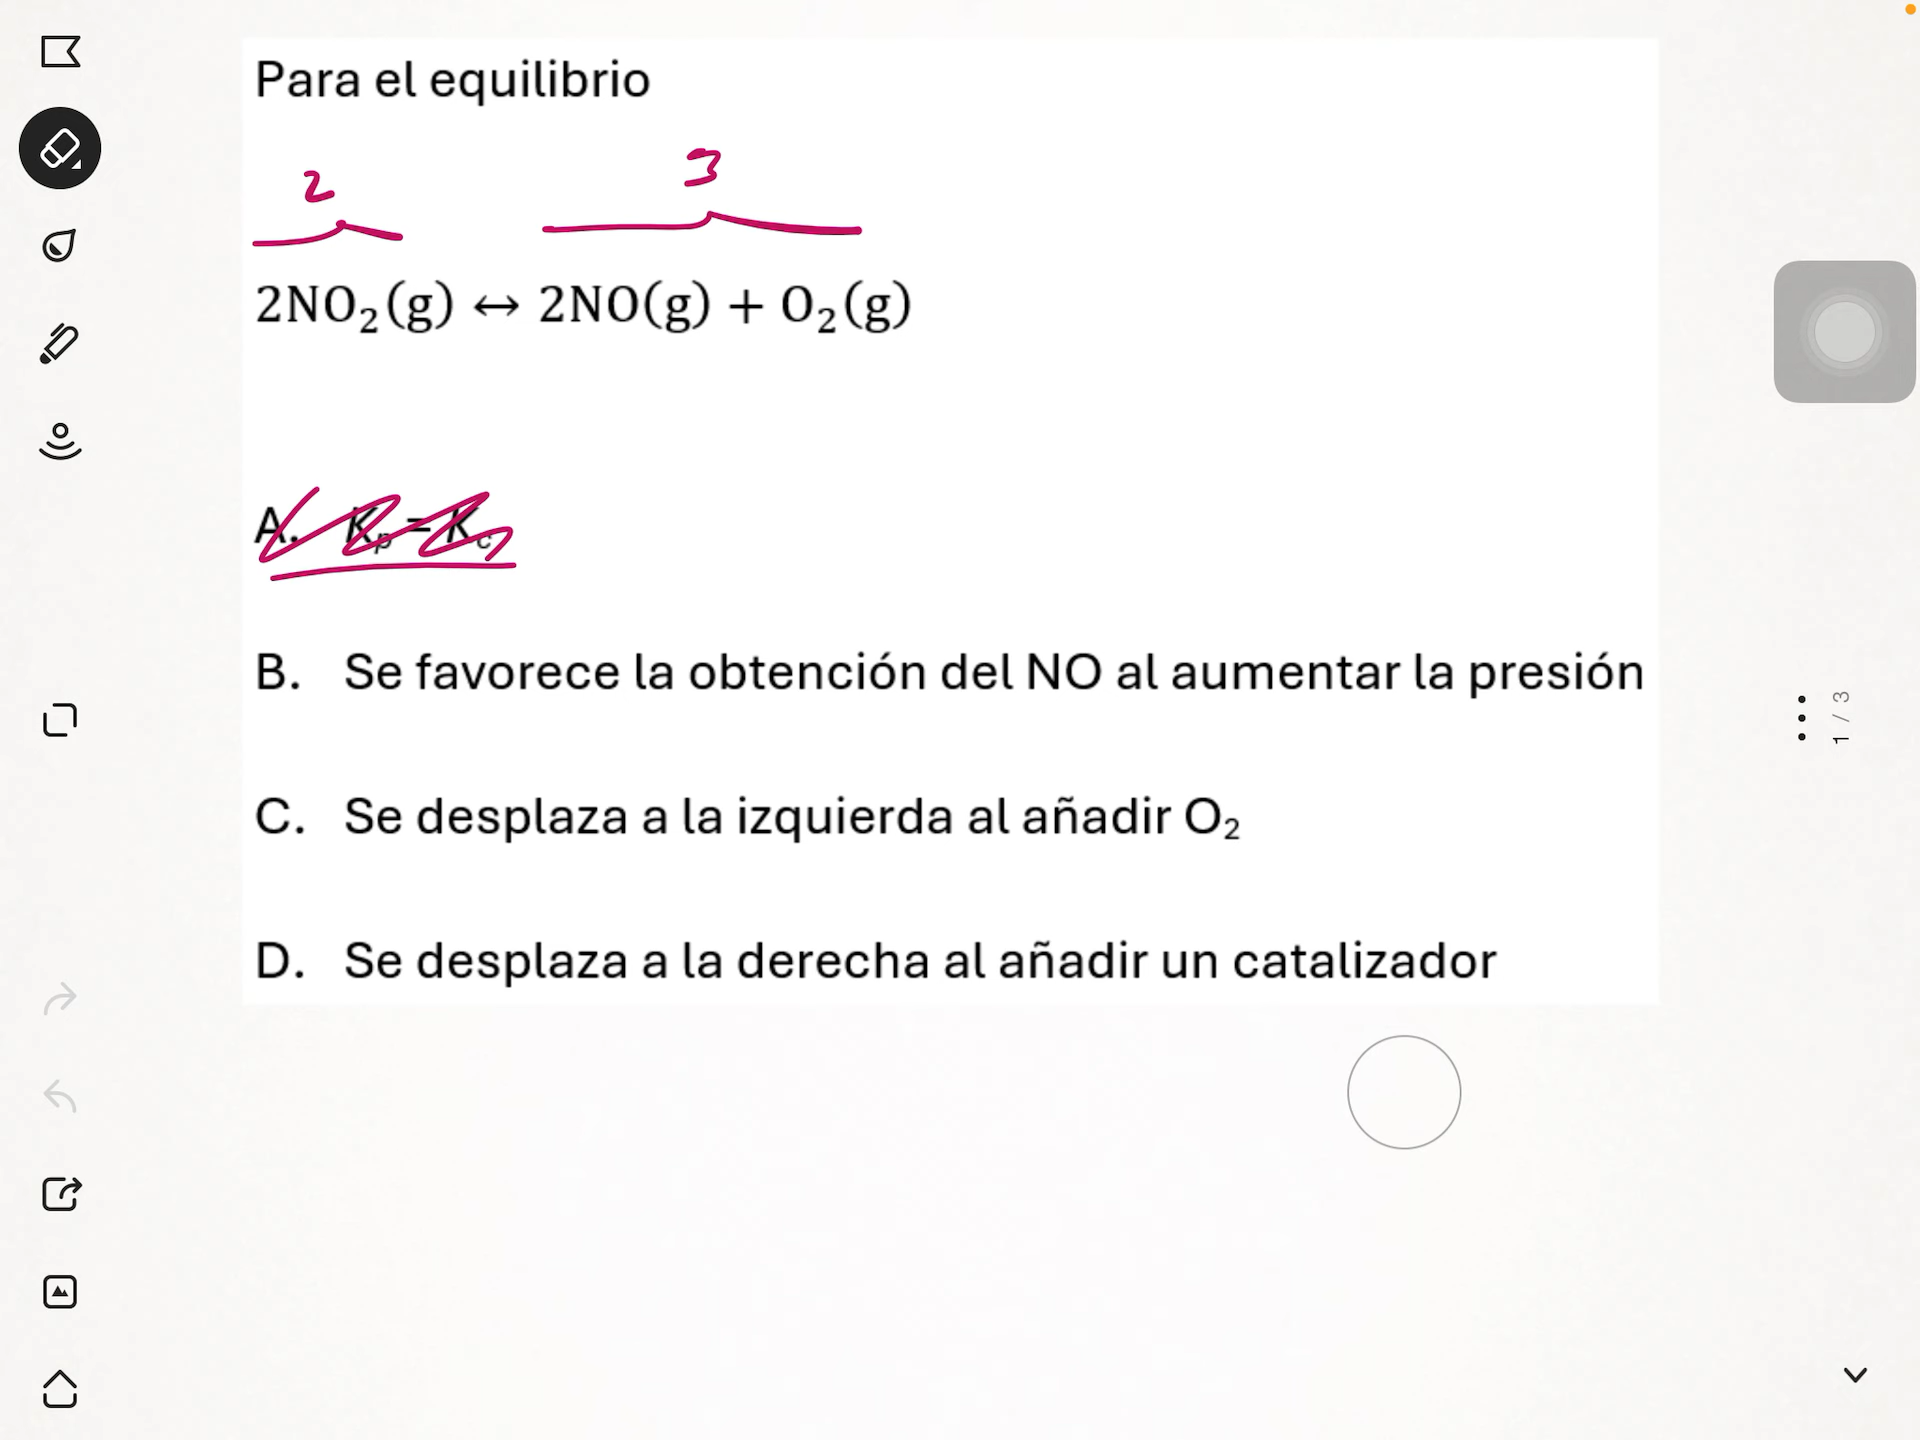 Para el equilibrio
2
3
2NO₂(g) ↔ 2NO(g) + O₂(g)
A. Kₚ = K꜀
B. Se favorece la obtención del NO al aumentar la presión
C. Se desplaza a la izquierda al añadir O₂
D. Se desplaza a la derecha al añadir un catalizador
1 / 3